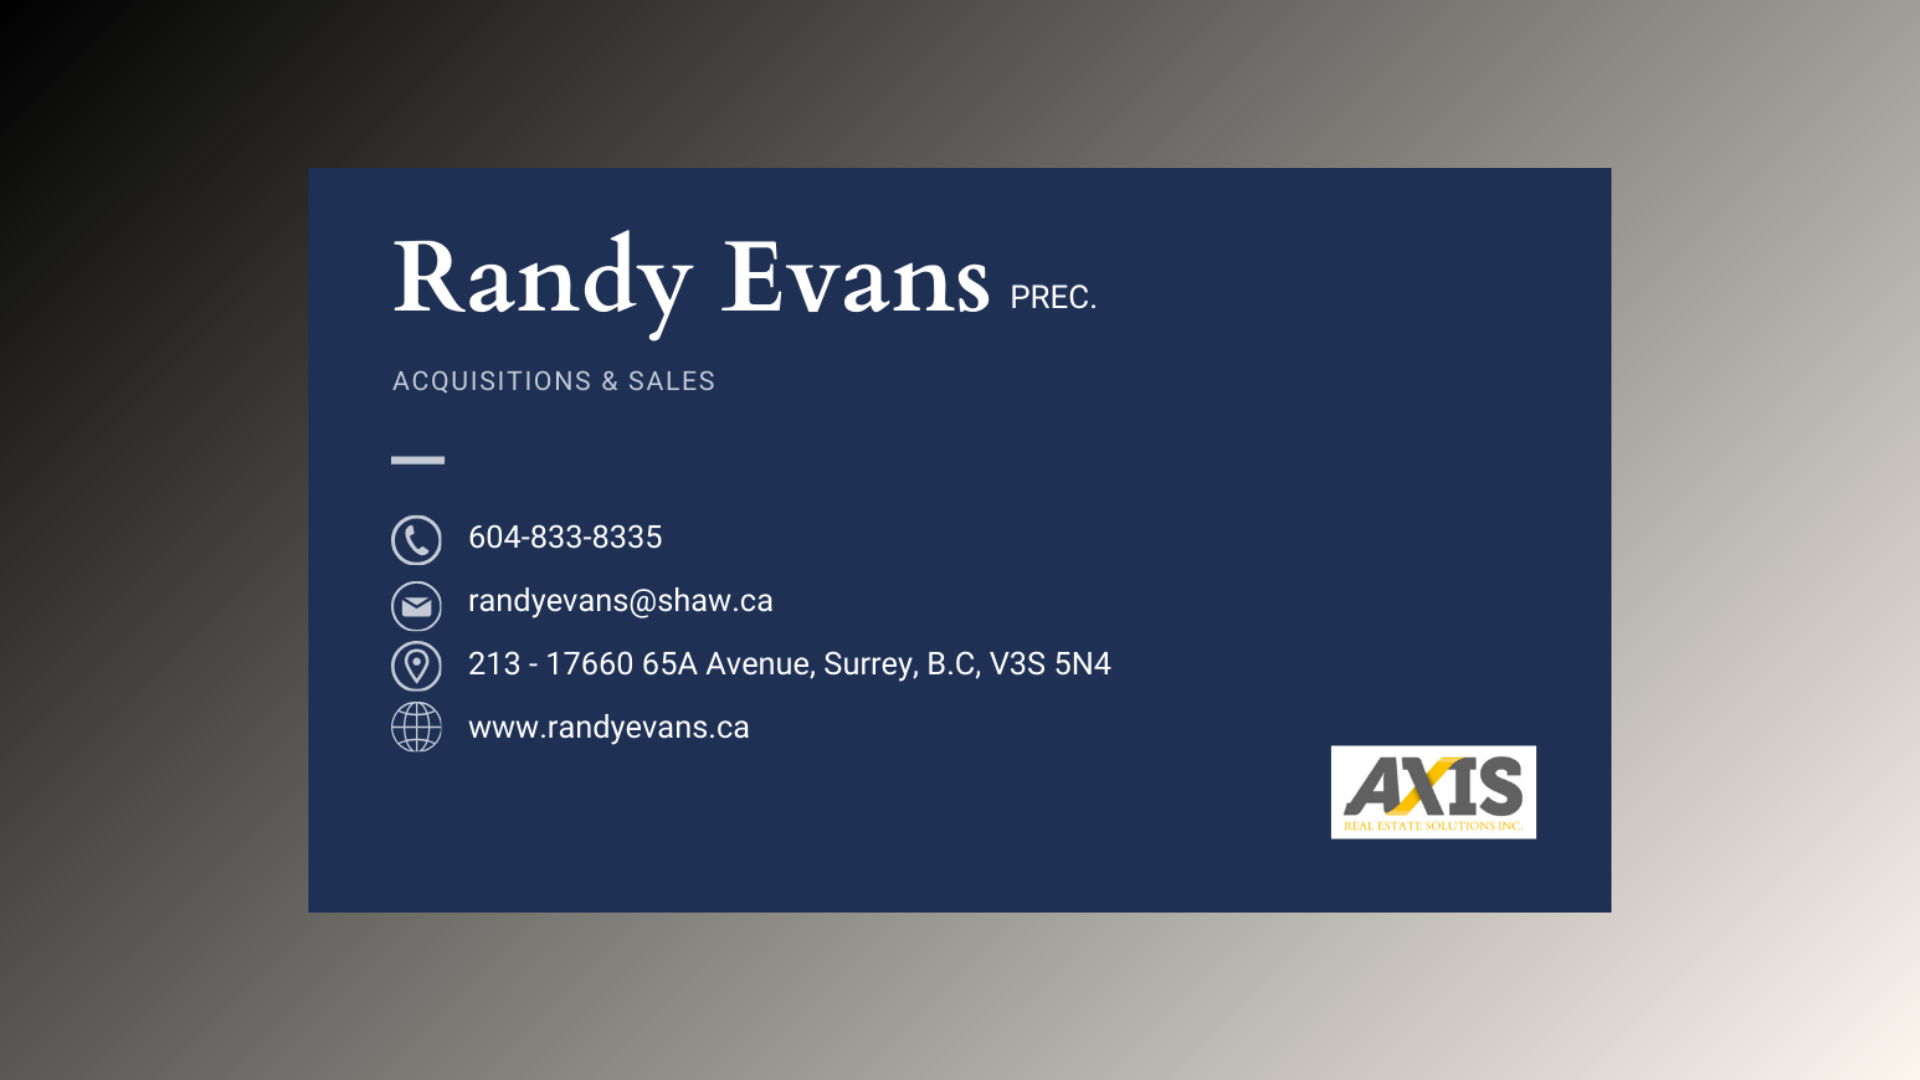 Randy Evans PREC.
ACQUISITIONS & SALES
604-833-8335
randyevans@shaw.ca
213 - 17660 65A Avenue, Surrey, B.C, V3S 5N4
www.randyevans.ca
AXIS
REAL ESTATE SOLUTIONS INC.